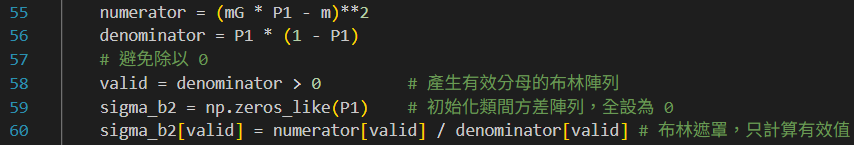 55 numerator = (mG * P1 - m)**2
56 denominator = P1 * (1 - P1)
57 # 避免除以 0
58 valid = denominator > 0 # 產生有效分母的布林陣列
59 sigma_b2 = np.zeros_like(P1) # 初始化類間方差陣列，全設為 0
60 sigma_b2[valid] = numerator[valid] / denominator[valid] # 布林遮罩，只計算有效值